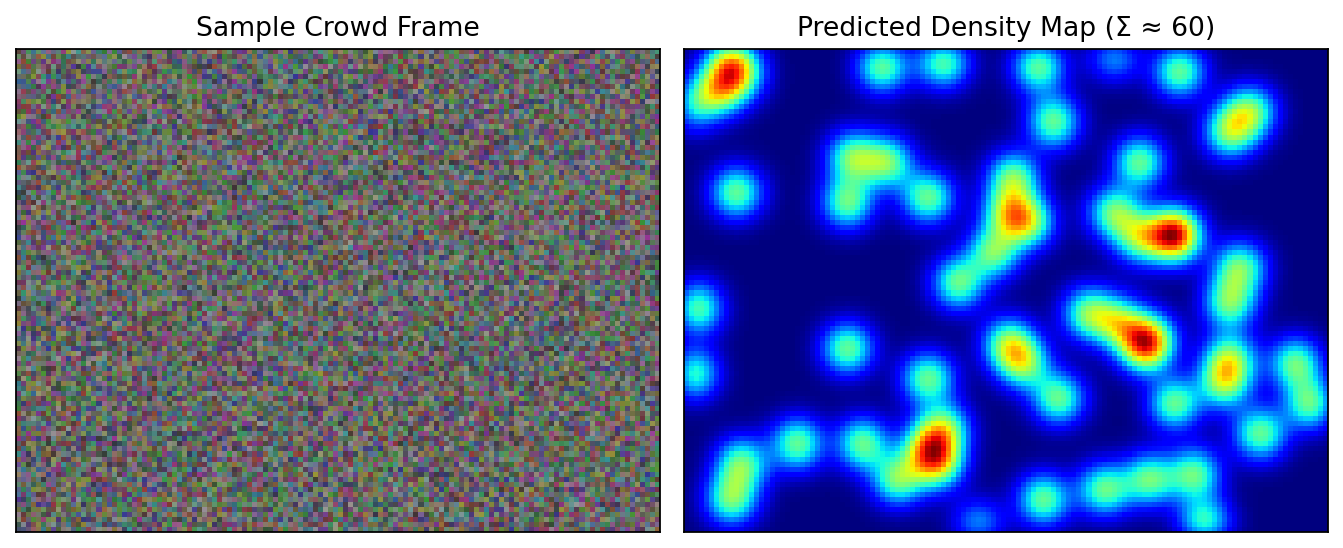 Sample Crowd Frame
Predicted Density Map (Σ ≈ 60)